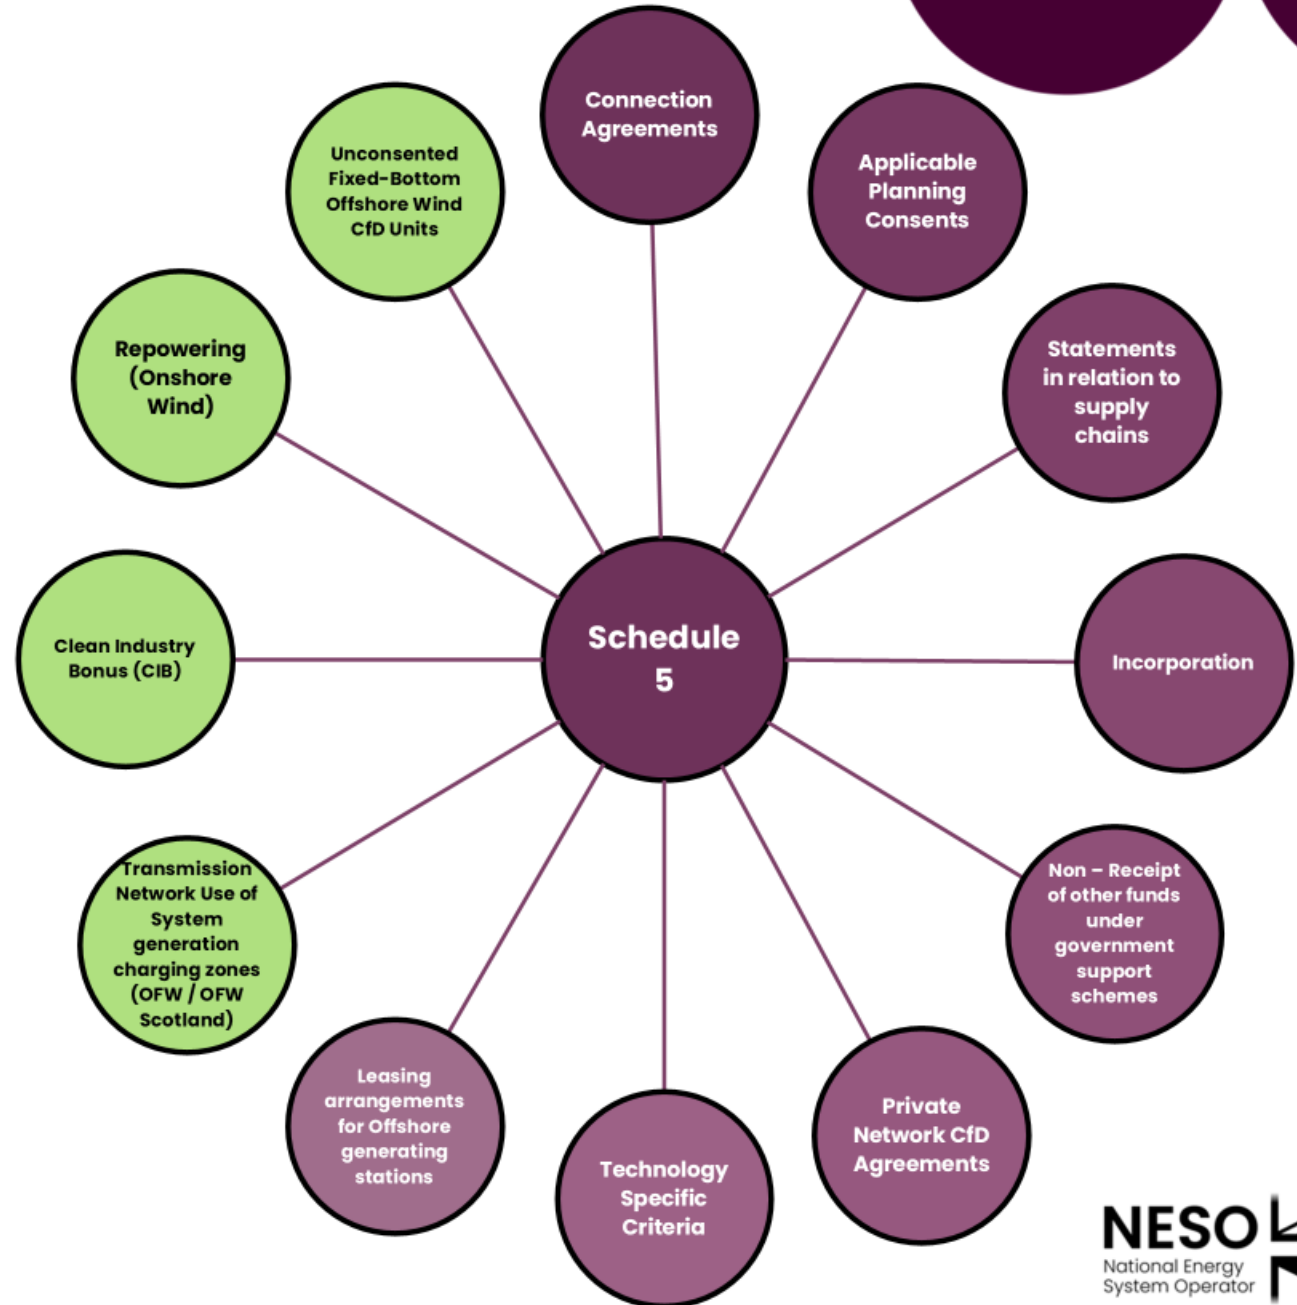 Connection
Agreements
Applicable
Planning
Consents
Statements
in relation to
supply
chains
Incorporation
Non – Receipt
of other funds
under
government
support
schemes
Private
Network CfD
Agreements
Technology
Specific
Criteria
Leasing
arrangements
for Offshore
generating
stations
Transmission
Network Use of
System
generation
charging zones
(OFW / OFW
Scotland)
Clean Industry
Bonus (CIB)
Repowering
(Onshore
Wind)
Unconsented
Fixed-Bottom
Offshore Wind
CfD Units
Schedule
5
NESO
National Energy
System Operator